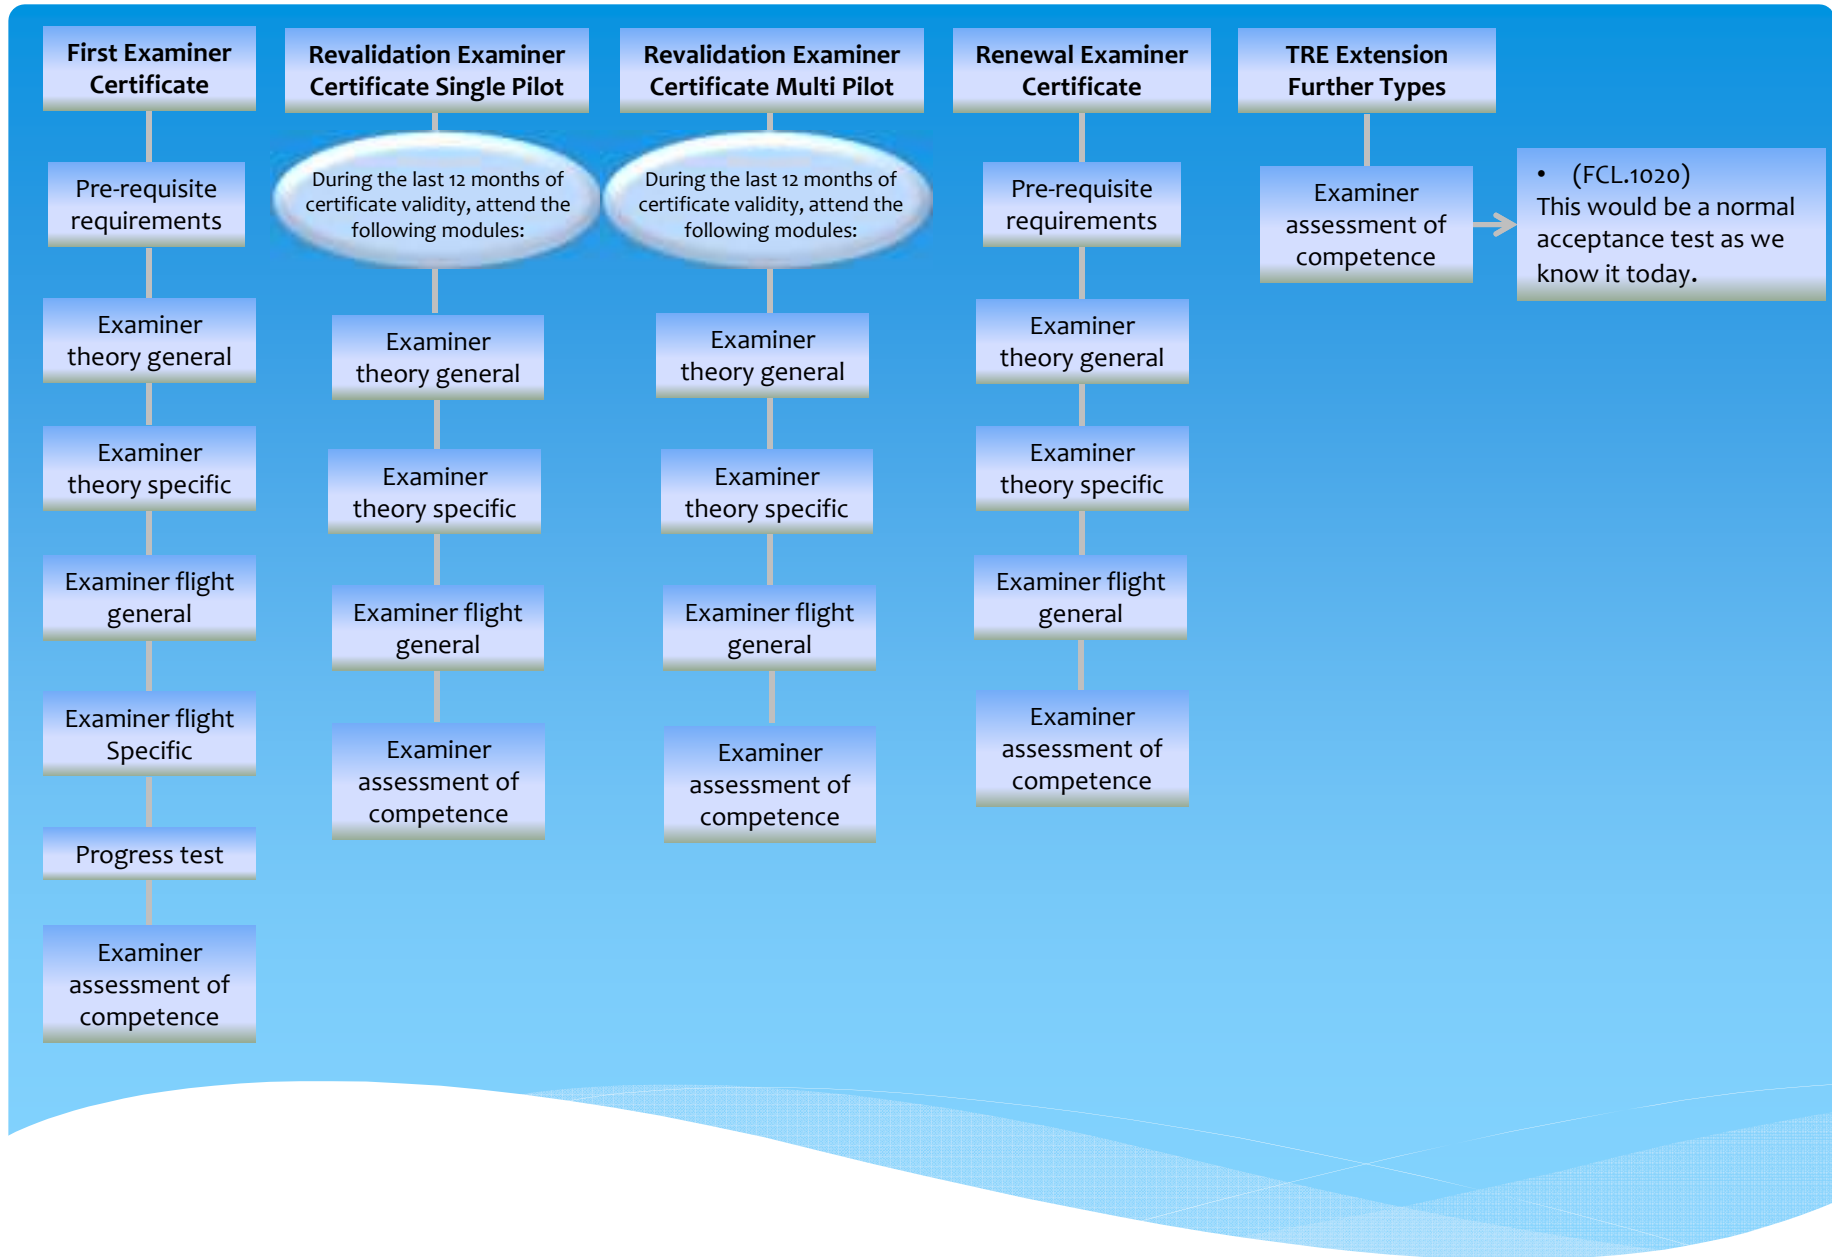 First Examiner
Certificate
Pre-requisite
requirements
Examiner
theory general
Examiner
theory specific
Examiner flight
general
Examiner flight
Specific
Progress test
Examiner
assessment of
competence
Revalidation Examiner
Certificate Single Pilot
During the last 12 months of
certificate validity, attend the
following modules:
Examiner
theory general
Examiner
theory specific
Examiner flight
general
Examiner
assessment of
competence
Revalidation Examiner
Certificate Multi Pilot
During the last 12 months of
certificate validity, attend the
following modules:
Examiner
theory general
Examiner
theory specific
Examiner flight
general
Examiner
assessment of
competence
Renewal Examiner
Certificate
Pre-requisite
requirements
Examiner
theory general
Examiner
theory specific
Examiner flight
general
Examiner
assessment of
competence
TRE Extension
Further Types
Examiner
assessment of
competence
• (FCL.1020)
This would be a normal
acceptance test as we
know it today.